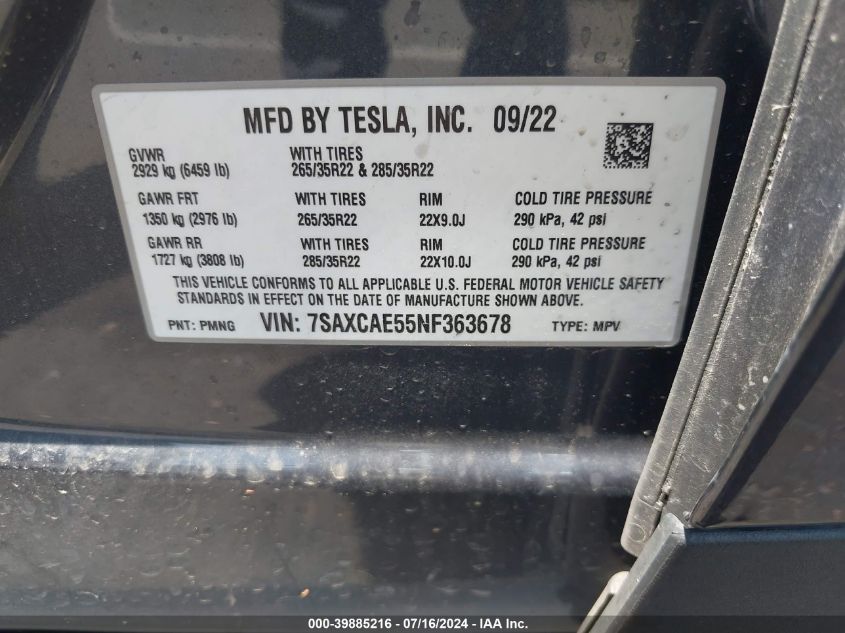 MFD BY TESLA, INC. 09/22
GVWR WITH TIRES
2929 kg (6459 lb) 265/35R22 & 285/35R22
GAWR FRT WITH TIRES RIM COLD TIRE PRESSURE
1350 kg (2976 lb) 265/35R22 22X9.0J 290 kPa, 42 psi
GAWR RR WITH TIRES RIM COLD TIRE PRESSURE
1727 kg (3808 lb) 285/35R22 22X10.0J 290 kPa, 42 psi
THIS VEHICLE CONFORMS TO ALL APPLICABLE U.S. FEDERAL MOTOR VEHICLE SAFETY
STANDARDS IN EFFECT ON THE DATE OF MANUFACTURE SHOWN ABOVE.
PNT: PMNG VIN: 7SAXCAE55NF363678 TYPE: MPV
000-39885216 - 07/16/2024 - IAA Inc.